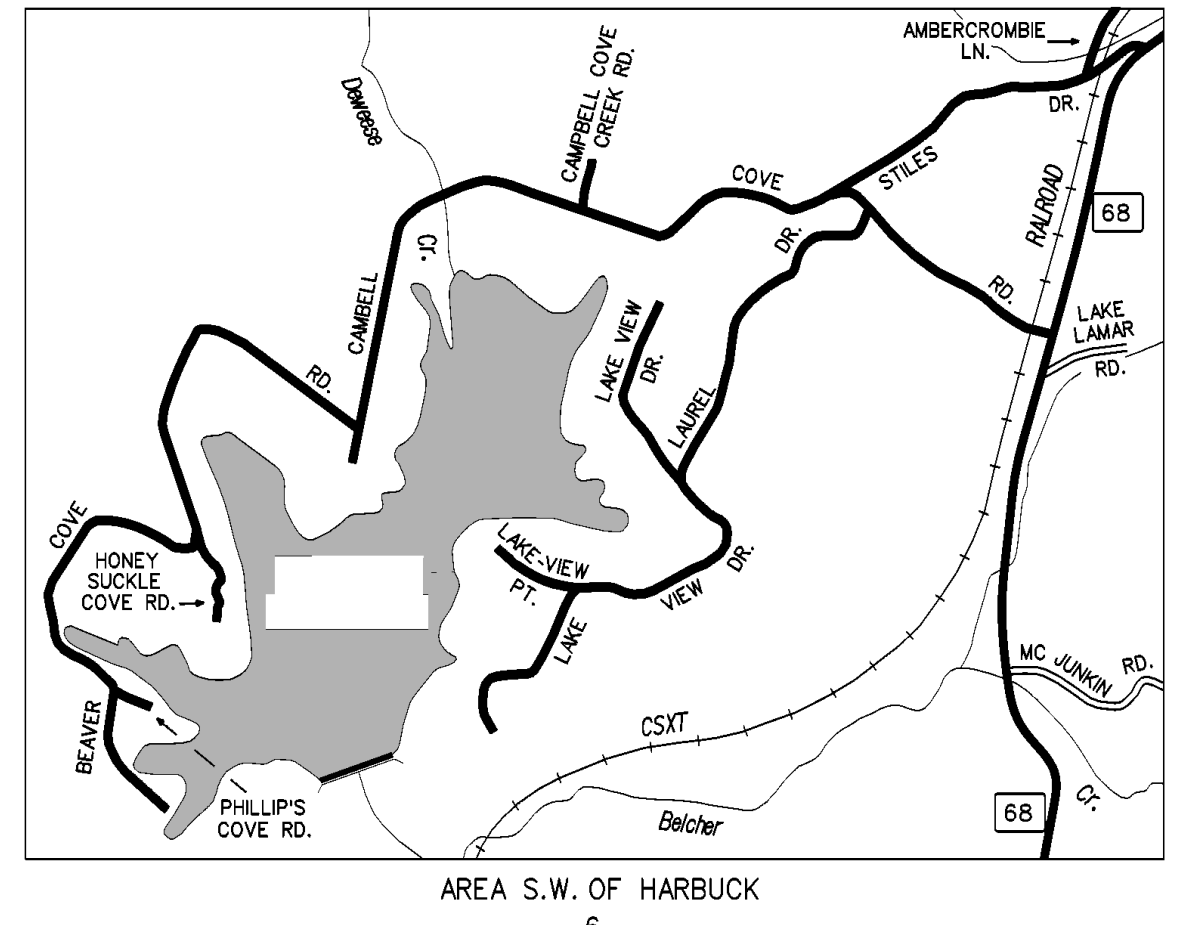 AMBERCROMBIE
LN.
DR.
CAMPBELL COVE
CREEK RD.
Deweese
COVE
STILES
RALROAD
68
Cr.
DR.
RD.
LAKE
LAMAR
RD.
CAMBELL
LAKE VIEW
DR.
RD.
LAUREL
COVE
HONEY
SUCKLE
COVE RD.
LAKE-VIEW
PT.
DR.
VIEW
LAKE
MC JUNKIN
RD.
BEAVER
CSXT
PHILLIP'S
COVE RD.
Belcher
68
Cr.
AREA S.W. OF HARBUCK